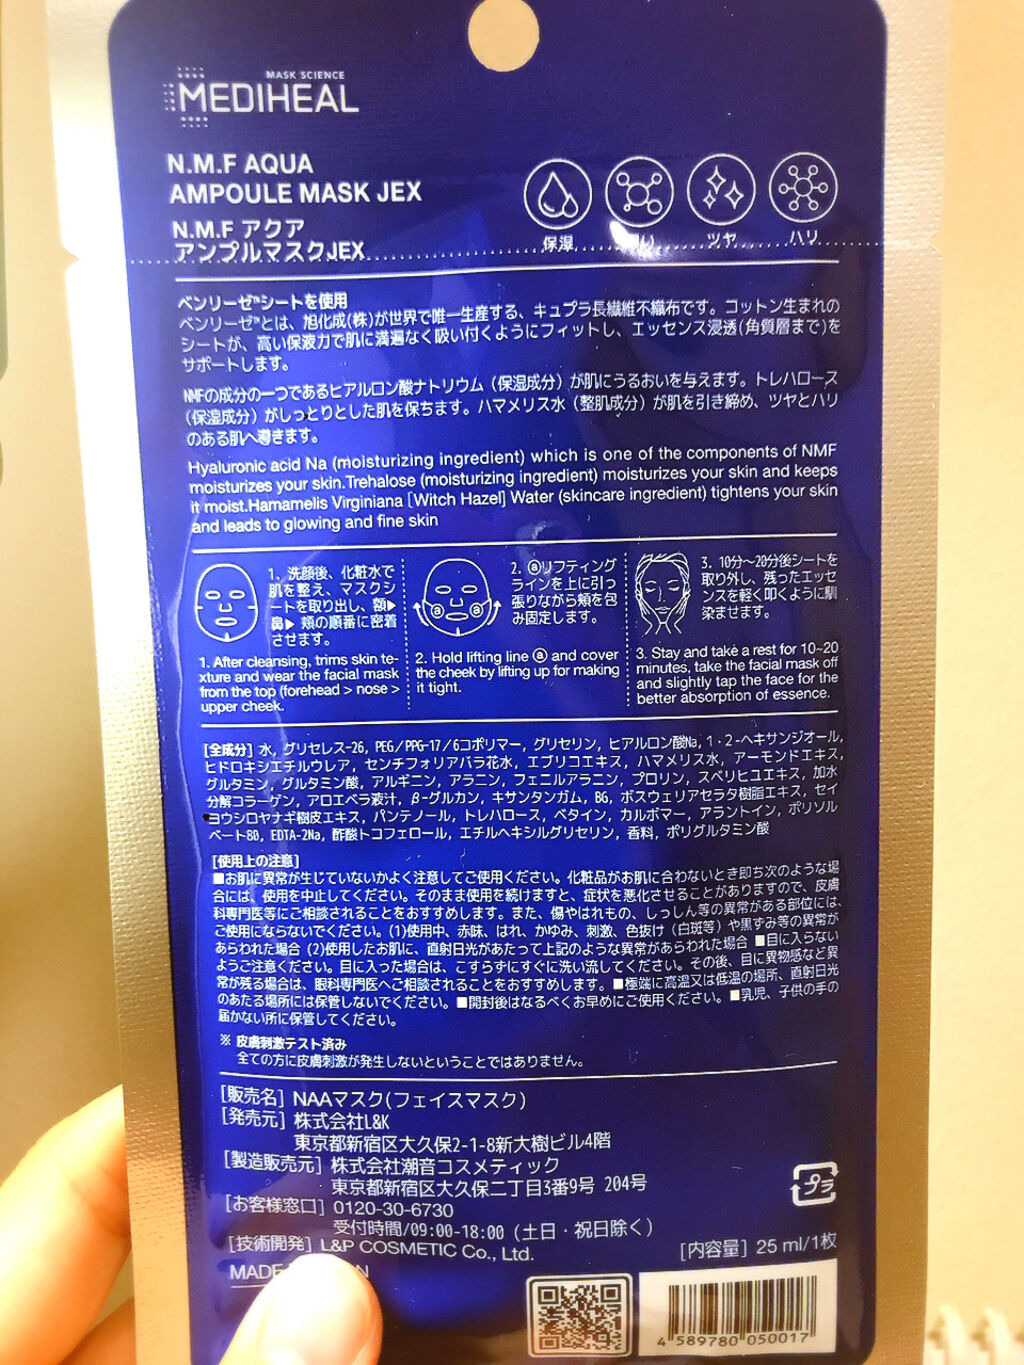 MASK SCIENCE
MEDIHEAL
N.M.F AQUA
AMPOULE MASK JEX
N.M.F アクア
アンプルマスクJEX
保湿
ツヤ
ハリ
ベンリーゼ™シートを使用
ベンリーゼ™とは、旭化成(株)が世界で唯一生産する、キュプラ長繊維不織布です。コットン生まれの
シートが、高い保液力で肌に満遍なく吸い付くようにフィットし、エッセンス浸透(角質層まで)を
サポートします。
NMFの成分の一つであるヒアルロン酸ナトリウム（保湿成分）が肌にうるおいを与えます。トレハロース
（保湿成分）がしっとりとした肌を保ちます。ハマメリス水（整肌成分）が肌を引き締め、ツヤとハリ
のある肌へ導きます。
Hyaluronic acid Na (moisturizing ingredient) which is one of the components of NMF
moisturizes your skin.Trehalose (moisturizing ingredient) moisturizes your skin and keeps
it moist.Hamamelis Virginiana [Witch Hazel] Water (skincare ingredient) tightens your skin
and leads to glowing and fine skin
1. 洗顔後、化粧水で
肌を整え、マスクシ
ートを取り出し、額▶
鼻▶ 頬の順番に密着
させます。
1. After cleansing, trims skin te-
xture and wear the facial mask
from the top (forehead > nose >
upper cheek.
2. ⓐリフティング
ラインを上に引っ
張りながら頬を包
み固定します。
ⓐ ⓐ
2. Hold lifting line ⓐ and cover
the cheek by lifting up for making
it tight.
3. 10分〜20分後シートを
取り外し、残ったエッセ
ンスを軽く叩くように馴
染ませます。
3. Stay and take a rest for 10~20
minutes, take the facial mask off
and slightly tap the face for the
better absorption of essence.
[全成分] 水, グリセレス-26, PEG/PPG-17/6コポリマー, グリセリン, ヒアルロン酸Na, 1・2-ヘキサンジオール,
ヒドロキシエチルウレア, センチフォリアバラ花水, エブリコエキス, ハマメリス水, アーモンドエキス,
グルタミン, グルタミン酸, アルギニン, アラニン, フェニルアラニン, プロリン, スベリヒユエキス, 加水
分解コラーゲン, アロエベラ液汁, β-グルカン, キサンタンガム, BG, ボスウェリアセラタ樹脂エキス, セイ
ヨウシロヤナギ樹皮エキス, パンテノール, トレハロース, ベタイン, カルボマー, アラントイン, ポリソル
ベート80, EDTA-2Na, 酢酸トコフェロール, エチルヘキシルグリセリン, 香料, ポリグルタミン酸
[使用上の注意]
■お肌に異常が生じていないかよく注意してご使用ください。化粧品がお肌に合わないとき即ち次のような場
合には、使用を中止してください。そのまま使用を続けますと、症状を悪化させることがありますので、皮膚
科専門医等にご相談されることをおすすめします。また、傷やはれもの、しっしん等の異常がある部位には、
ご使用にならないでください。(1)使用中、赤味、はれ、かゆみ、刺激、色抜け（白斑等）や黒ずみ等の異常が
あらわれた場合 (2)使用したお肌に、直射日光があたって上記のような異常があらわれた場合 ■目に入らない
ようご注意ください。目に入った場合は、こすらずにすぐに洗い流してください。その後、目に異物感など異
常が残る場合は、眼科専門医へご相談されることをおすすめします。■極端に高温又は低温の場所、直射日光
のあたる場所には保管しないでください。■開封後はなるべくお早めにご使用ください。■乳児、子供の手の
届かない所に保管してください。
※ 皮膚刺激テスト済み
全ての方に皮膚刺激が発生しないということではありません。
[販売名] NAAマスク(フェイスマスク)
[発売元] 株式会社L&K
東京都新宿区大久保2-1-8新大樹ビル4階
[製造販売元] 株式会社潮音コスメティック
東京都新宿区大久保二丁目3番9号 204号
[お客様窓口] 0120-30-6730
受付時間/09:00-18:00（土日・祝日除く）
[技術開発] L&P COSMETIC Co., Ltd.
MADE
プラ
[内容量] 25 ml/1枚
4 589780 050017